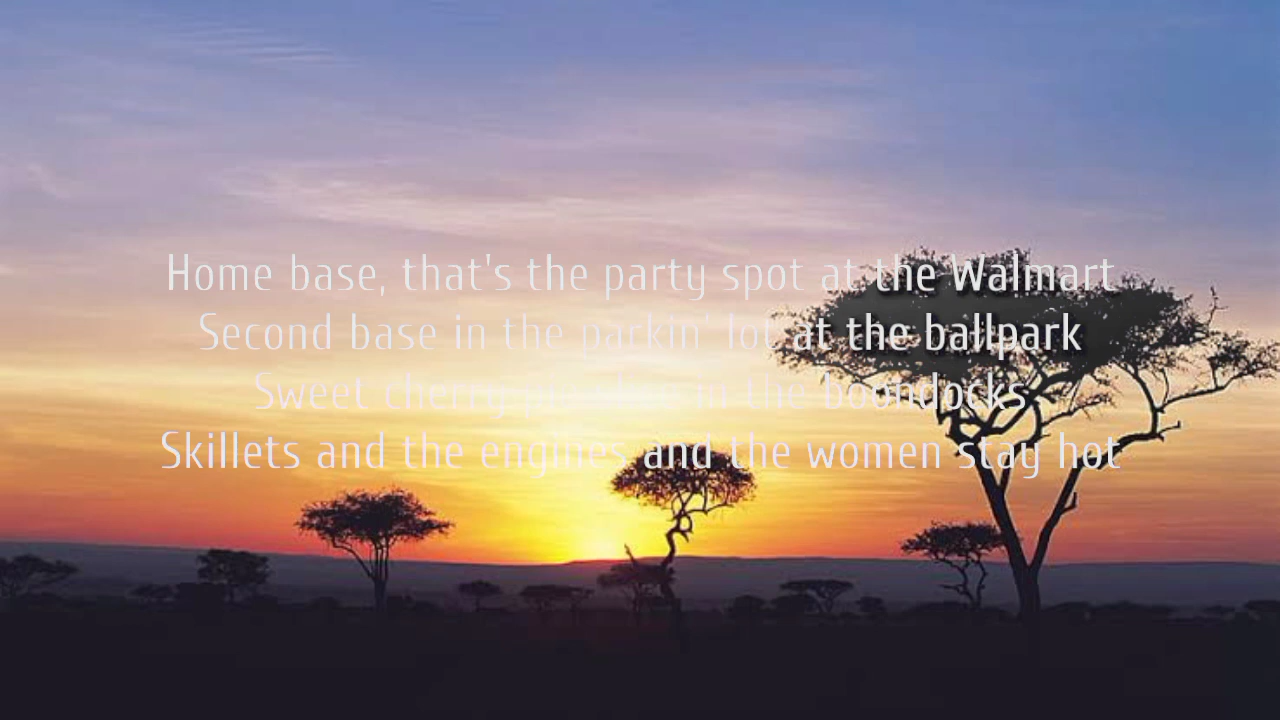 Home base, that's the party spot at the Walmart
Second base in the parkin' lot at the ballpark
Sweet cherry in the boondocks
Skillets and the engines and the women stay hot